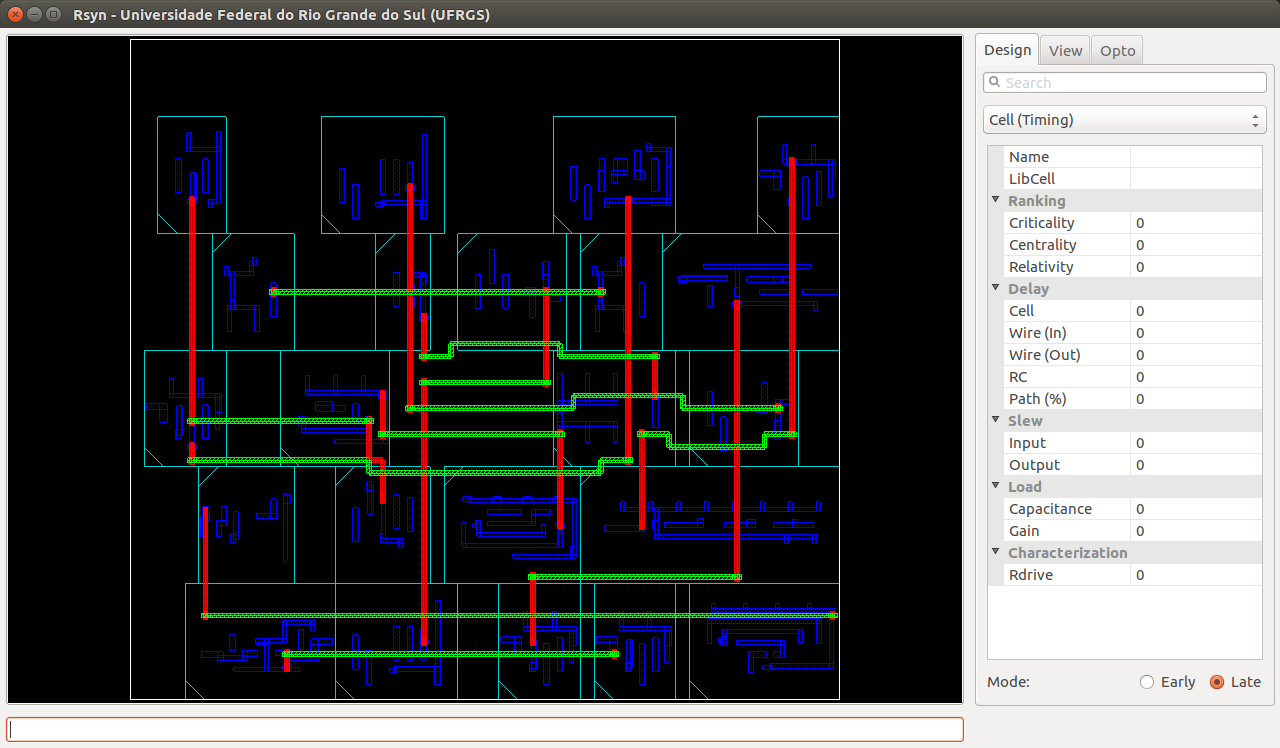 Rsyn - Universidade Federal do Rio Grande do Sul (UFRGS)
Design View Opto
Search
Cell (Timing)
Name
LibCell
Ranking
Criticality 0
Centrality 0
Relativity 0
Delay
Cell 0
Wire (In) 0
Wire (Out) 0
RC 0
Path (%) 0
Slew
Input 0
Output 0
Load
Capacitance 0
Gain 0
Characterization
Rdrive 0
Mode: Early Late